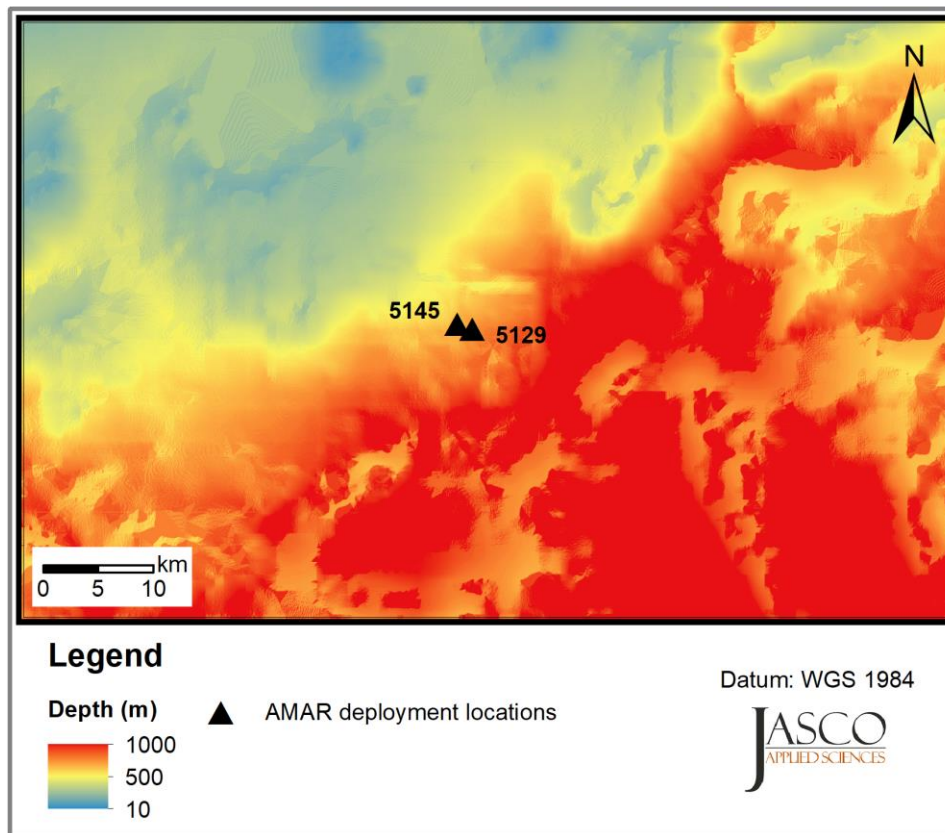 N
5145
5129
km
0 5 10
Legend
Depth (m)
1000
500
10
AMAR deployment locations
Datum: WGS 1984
JASCO
APPLIED SCIENCES